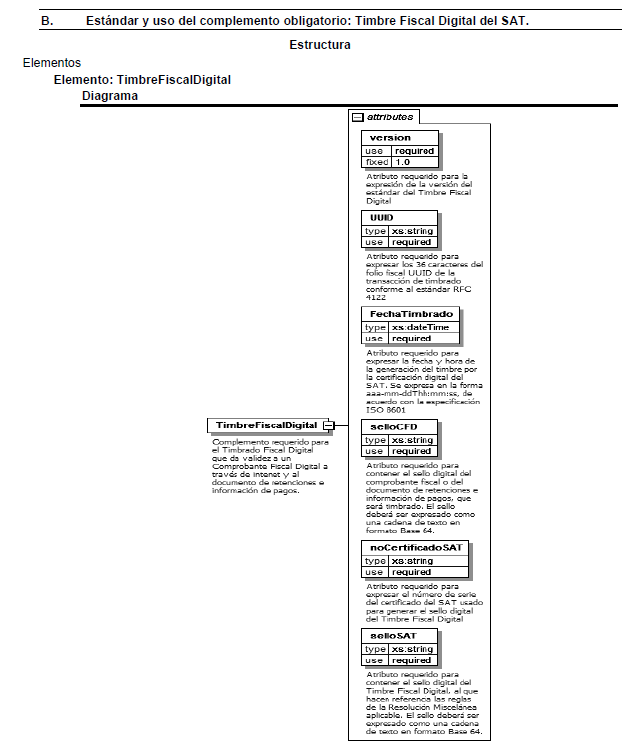 B. Estándar y uso del complemento obligatorio: Timbre Fiscal Digital del SAT.
Estructura
Elementos
Elemento: TimbreFiscalDigital
Diagrama
attributes
version
use required
fixed 1.0
Atributo requerido para la
expresión de la versión del
estándar del Timbre Fiscal
Digital
UUID
type xs:string
use required
Atributo requerido para
expresar los 36 caracteres del
folio fiscal UUID de la
transacción de timbrado
conforme al estándar RFC
4122
FechaTimbrado
type xs:dateTime
use required
Atributo requerido para
expresar la fecha y hora de
la generación del timbre por
la certificación digital del
SAT. Se expresa en la forma
aaa-mm-ddThh:mm:ss, de
acuerdo con la especificación
ISO 8601
TimbreFiscalDigital
Complemento requerido para
el Timbrado Fiscal Digital
que da validez a un
Comprobante Fiscal Digital a
través de Intenet y al
documento de retenciones e
información de pagos.
selloCFD
type xs:string
use required
Atributo requerido para
contener el sello digital del
comprobante fiscal o del
documento de retenciones e
información de pagos, que
será timbrado. El sello
deberá ser expresado como
una cadena de texto en
formato Base 64.
noCertificadoSAT
type xs:string
use required
Atributo requerido para
expresar el número de serie
del certificado del SAT usado
para generar el sello digital
del Timbre Fiscal Digital
selloSAT
type xs:string
use required
Atributo requerido para
contener el sello digital del
Timbre Fiscal Digital, al que
hacen referencia las reglas
de la Resolución Miscelánea
aplicable. El sello deberá ser
expresado como una cadena
de texto en formato Base 64.